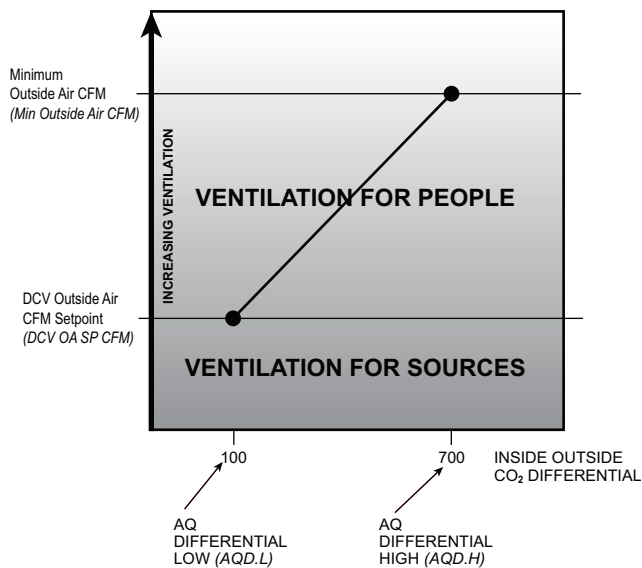 Minimum
Outside Air CFM
(Min Outside Air CFM)
INCREASING VENTILATION
VENTILATION FOR PEOPLE
DCV Outside Air
CFM Setpoint
(DCV OA SP CFM)
VENTILATION FOR SOURCES
100
700
INSIDE OUTSIDE
CO₂ DIFFERENTIAL
AQ
DIFFERENTIAL
LOW (AQD.L)
AQ
DIFFERENTIAL
HIGH (AQD.H)